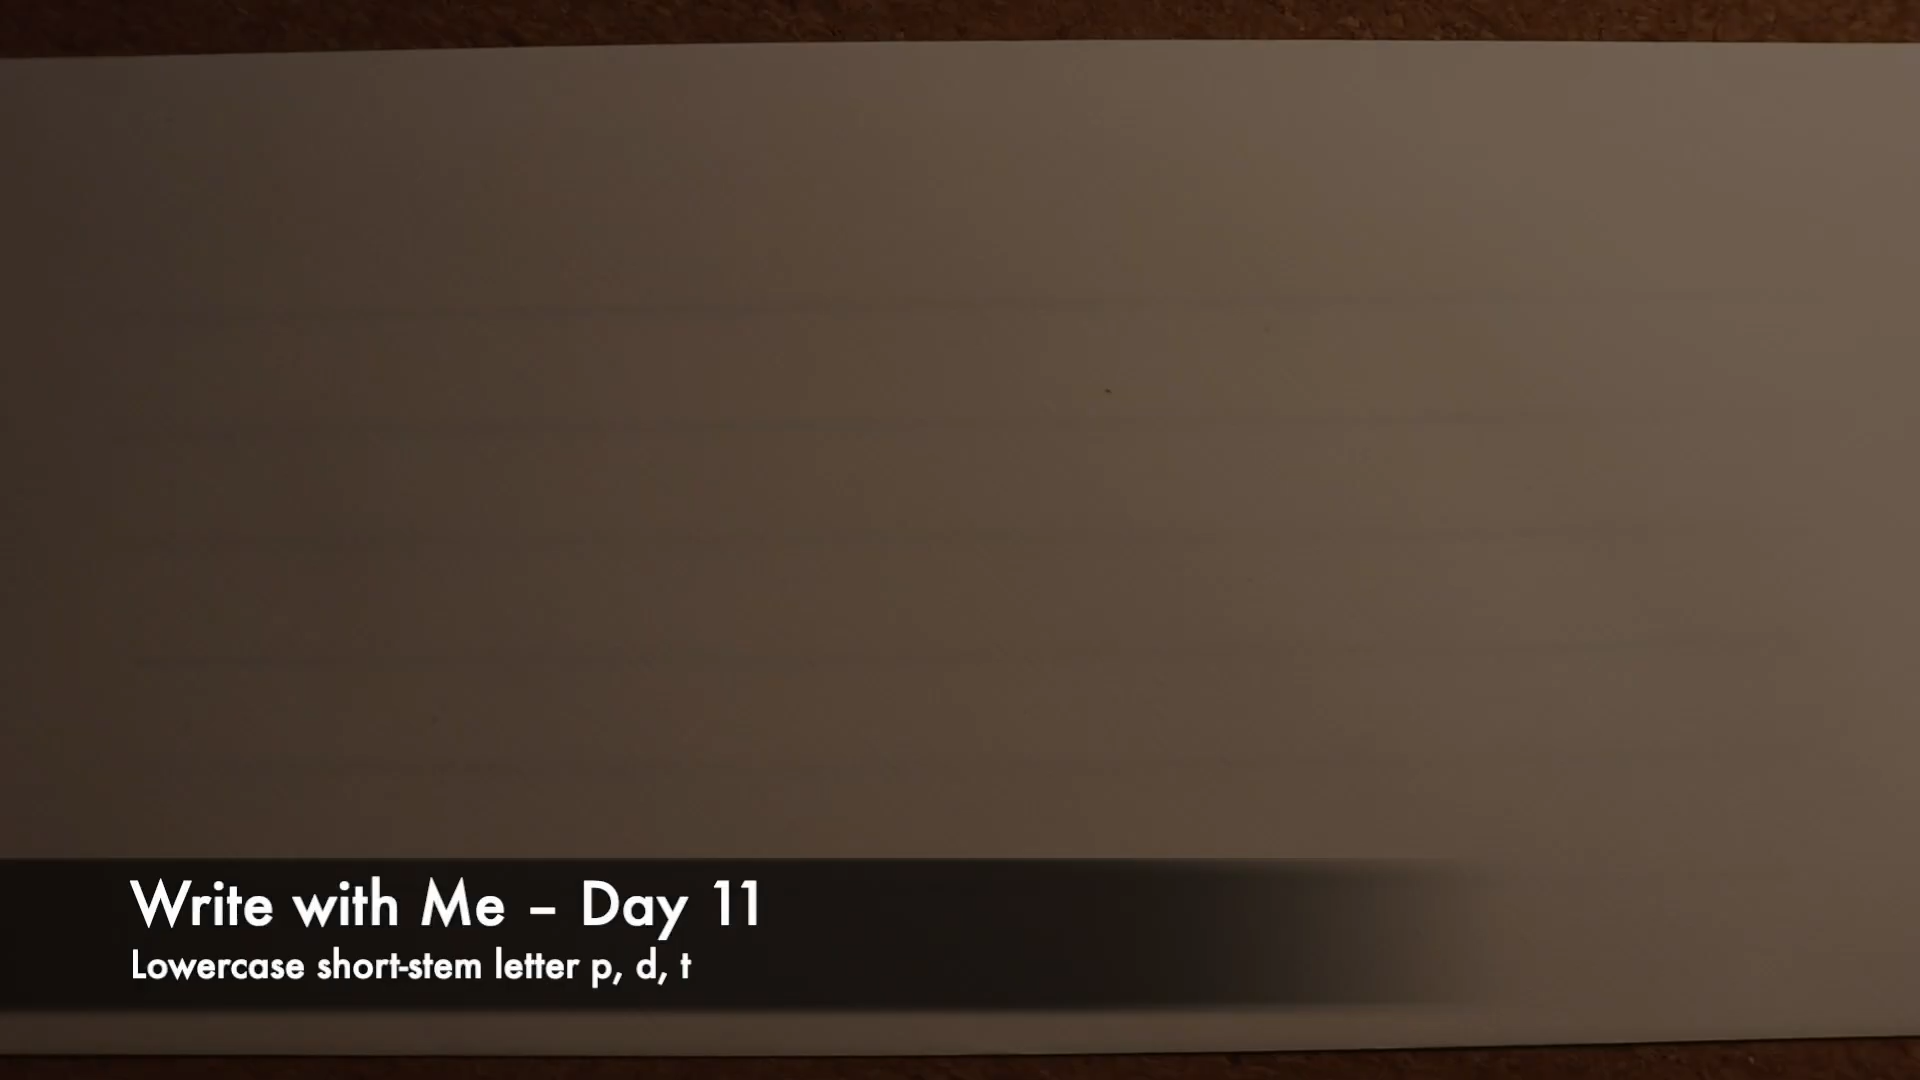 Write with Me – Day 11
Lowercase short-stem letter p, d, t